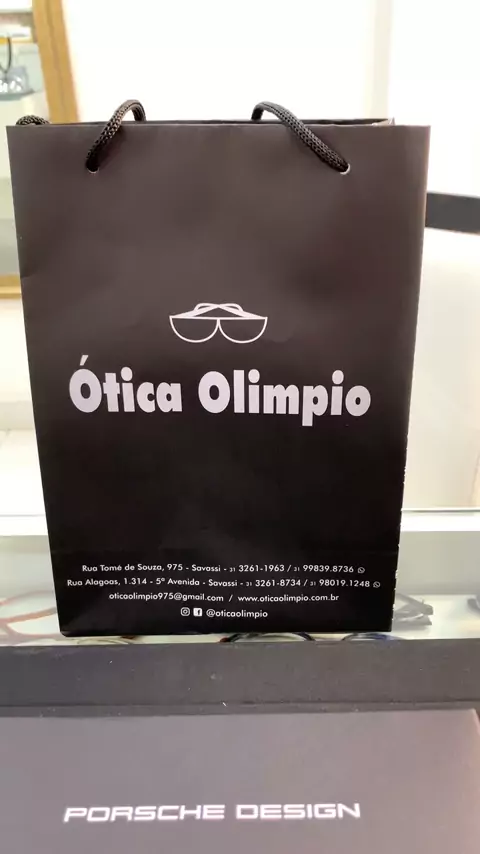 Ótica Olimpio
Rua Tomé de Souza, 975 - Savassi - 31 3261-1963 / 31 99839.8736
Rua Alagoas, 1.314 - 5ª Avenida - Savassi - 31 3261-8734 / 31 98019.1248
oticaolimpio975@gmail.com / www.oticaolimpio.com.br
@oticaolimpio
PORSCHE DESIGN